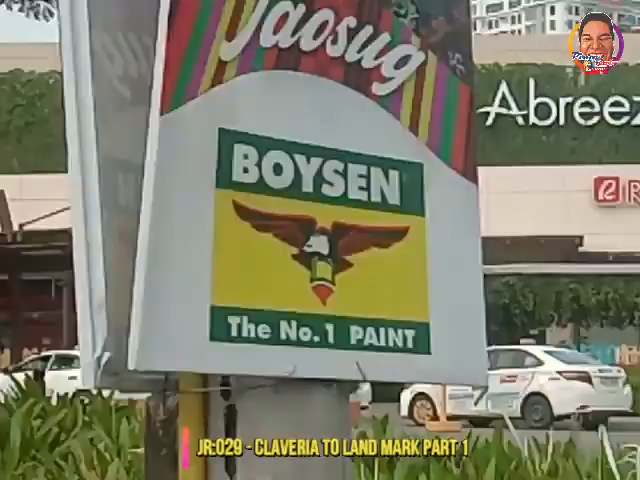 Jaosug
Abreez
R
BOYSEN
The No.1 PAINT
JR:029 - CLAVERIA TO LAND MARK PART 1